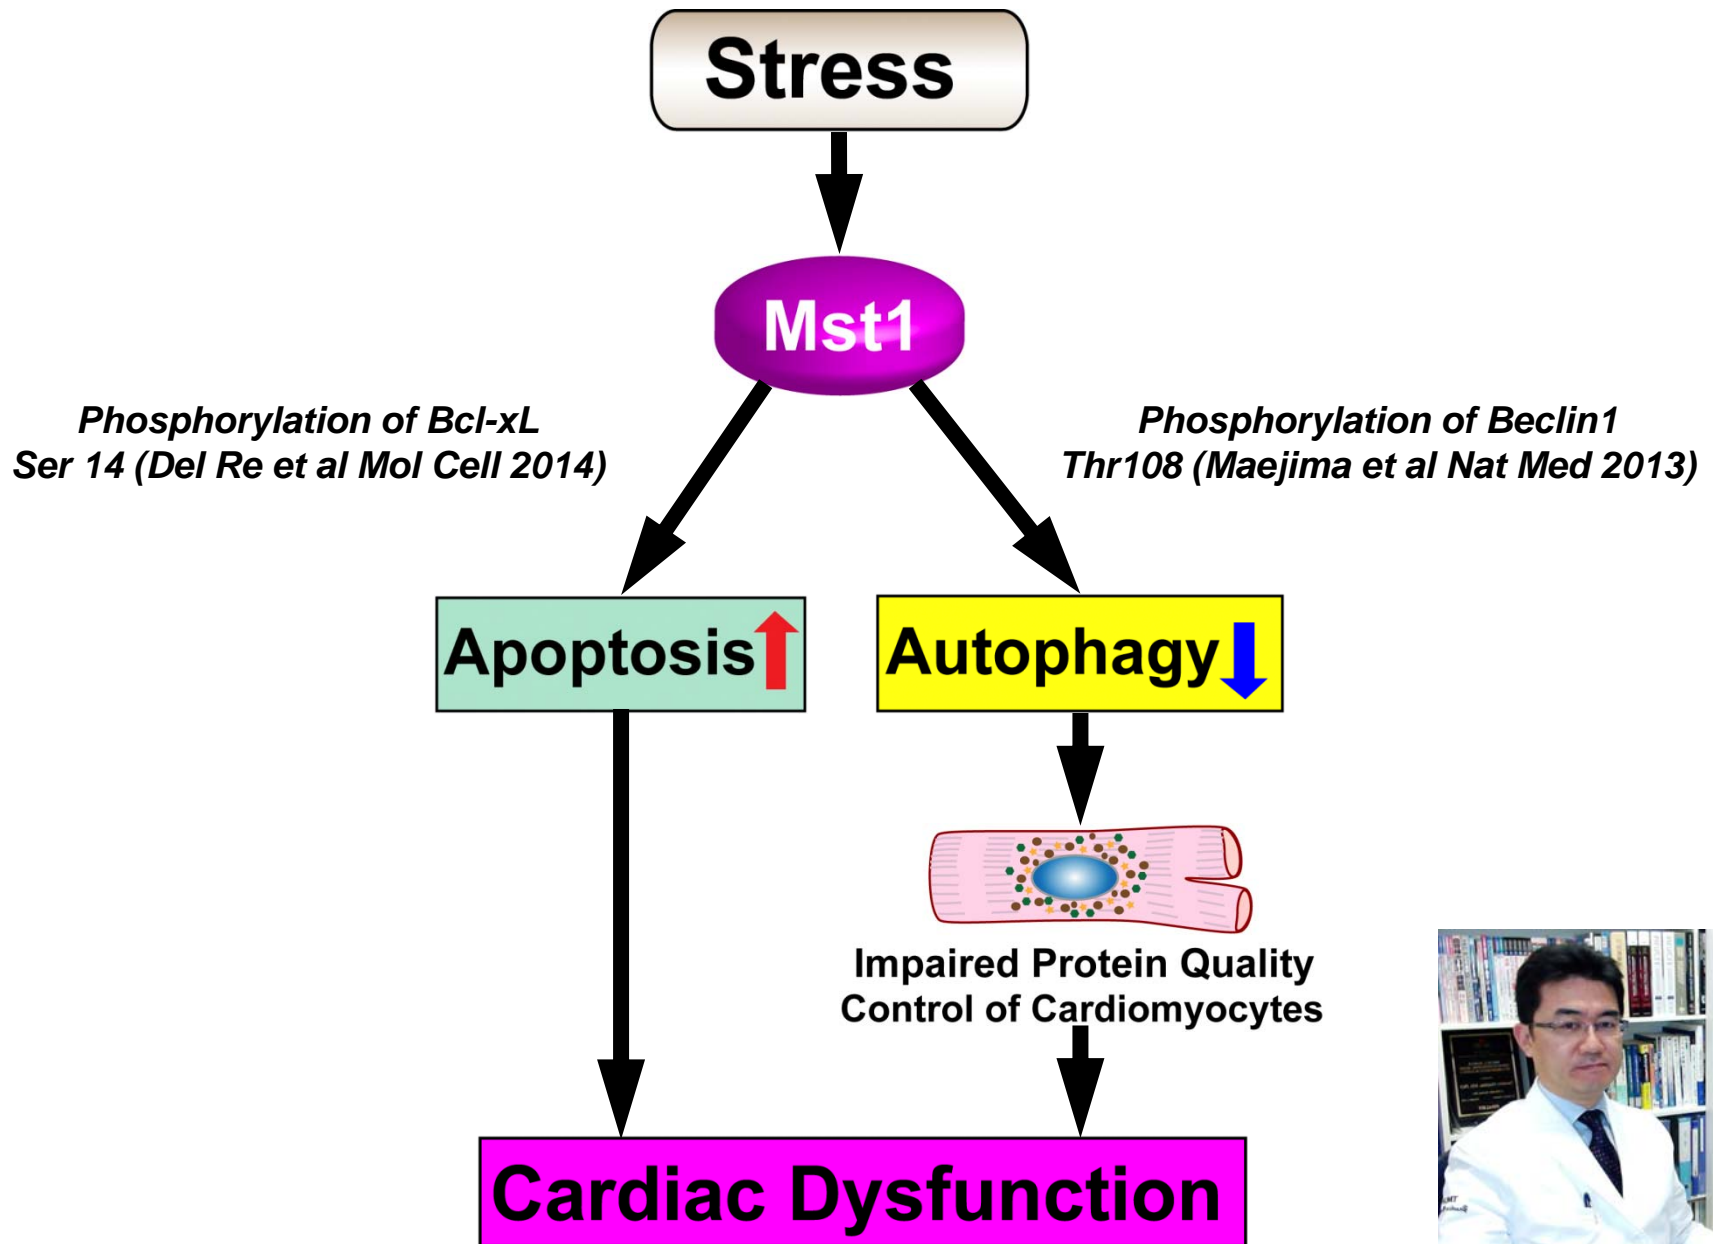 Stress
Mst1
Phosphorylation of Bcl-xL
Ser 14 (Del Re et al Mol Cell 2014)
Phosphorylation of Beclin1
Thr108 (Maejima et al Nat Med 2013)
Apoptosis
Autophagy
Impaired Protein Quality
Control of Cardiomyocytes
Cardiac Dysfunction